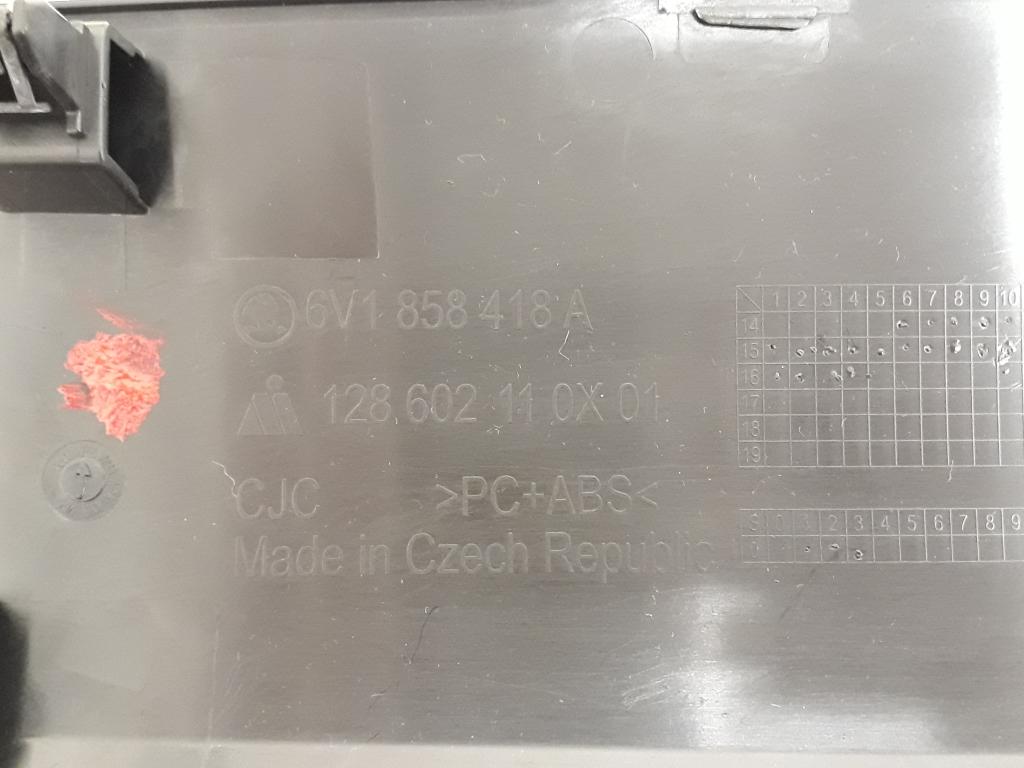 6V1 858 418 A
128 602 11 0X 01
CJC >PC+ABS<
Made in Czech Republic
1 2 3 4 5 6 7 8 9 10
14
15
16
17
18
19
0 1 2 3 4 5 6 7 8 9